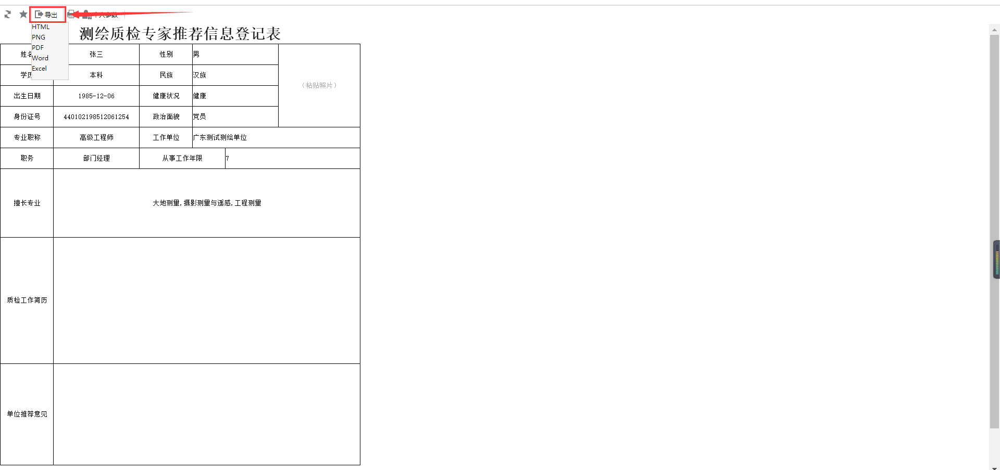 导出 个人参数
HTML
PNG
PDF
Word
Excel
测绘质检专家推荐信息登记表
姓名 张三 性别 男
学历 本科 民族 汉族
(粘贴照片)
出生日期 1985-12-06 健康状况 健康
身份证号 440102198512061254 政治面貌 党员
专业职称 高级工程师 工作单位 广东测试测绘单位
职务 部门经理 从事工作年限 7
擅长专业 大地测量,摄影测量与遥感,工程测量
质检工作简历
单位推荐意见